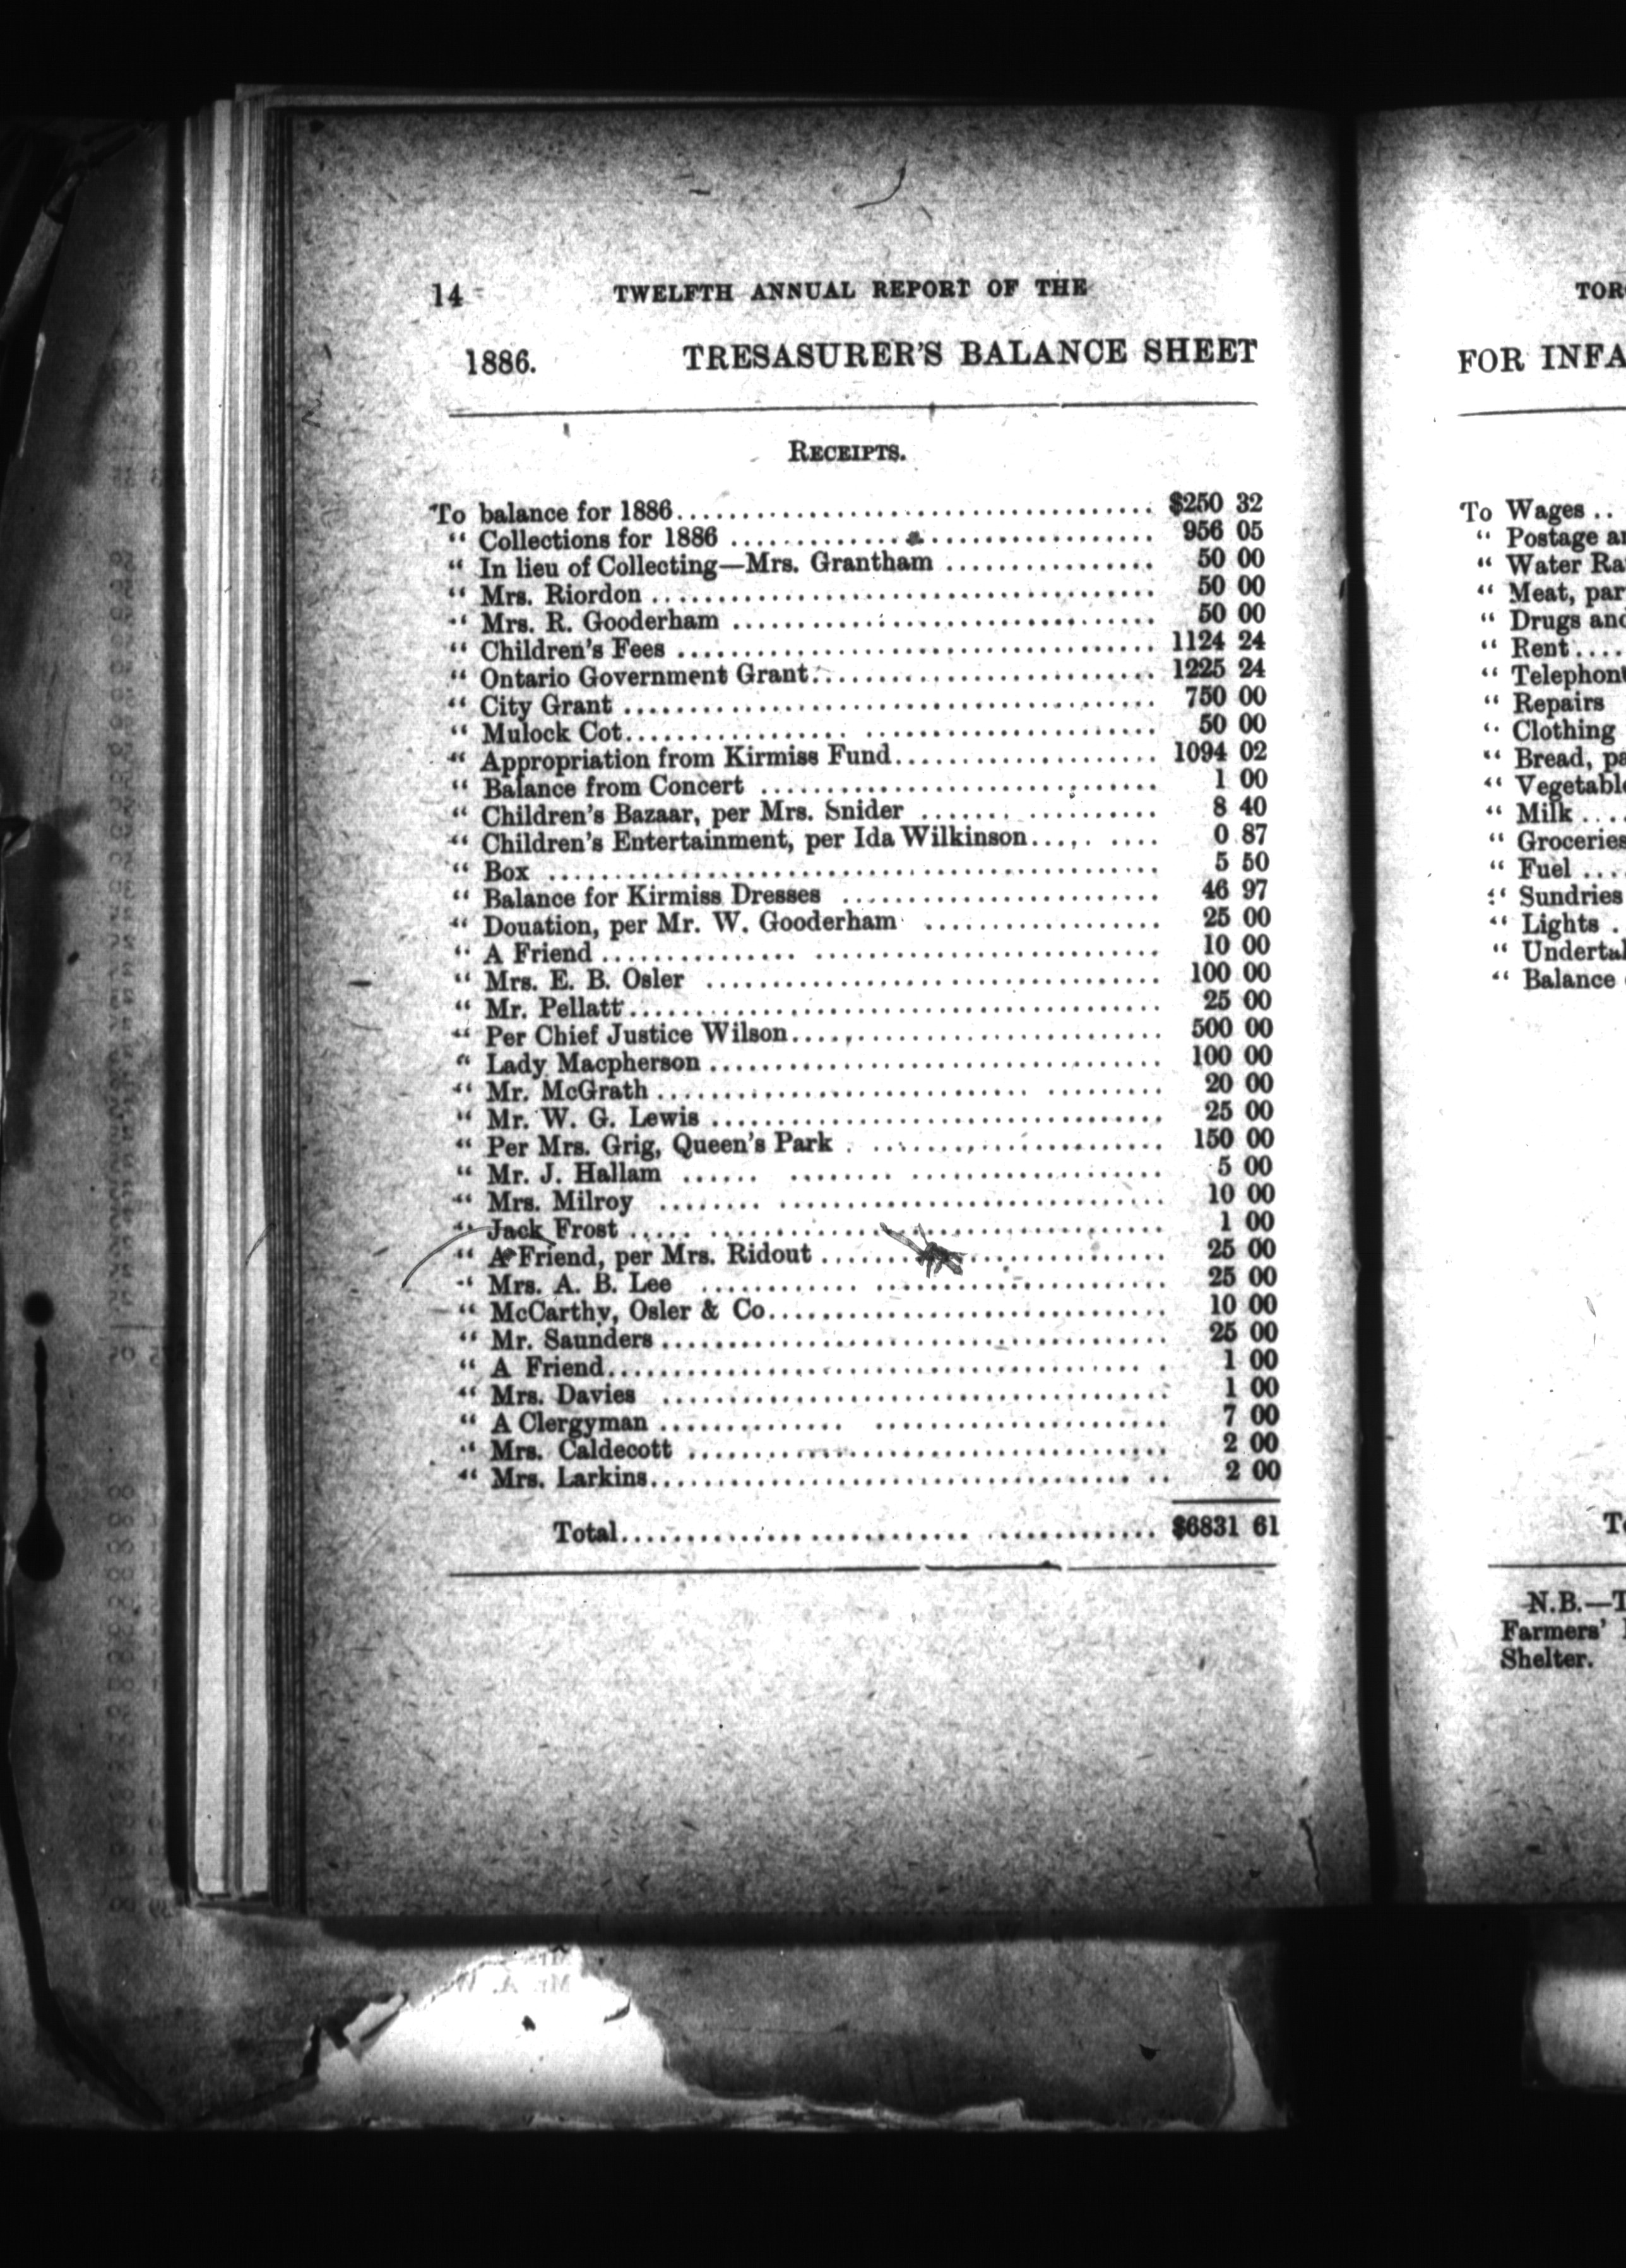 14 TWELFTH ANNUAL REPORT OF THE
1886. TRESASURER'S BALANCE SHEET
RECEIPTS.
To balance for 1886.................................... $250 32
" Collections for 1886 ................................ 956 05
" In lieu of Collecting—Mrs. Grantham ................ 50 00
" Mrs. Riordon ...................................... 50 00
" Mrs. R. Gooderham ................................ 50 00
" Children's Fees .................................... 1124 24
" Ontario Government Grant.......................... 1225 24
" City Grant ........................................ 750 00
" Mulock Cot........................................ 50 00
" Appropriation from Kirmiss Fund.................... 1094 02
" Balance from Concert .............................. 1 00
" Children's Bazaar, per Mrs. Snider .................. 8 40
" Children's Entertainment, per Ida Wilkinson......... 0 87
" Box .............................................. 5 50
" Balance for Kirmiss Dresses ........................ 46 97
" Douation, per Mr. W. Gooderham .................. 25 00
" A Friend .......................................... 10 00
" Mrs. E. B. Osler .................................. 100 00
" Mr. Pellatt........................................ 25 00
" Per Chief Justice Wilson............................ 500 00
" Lady Macpherson .................................. 100 00
" Mr. McGrath ...................................... 20 00
" Mr. W. G. Lewis .................................. 25 00
" Per Mrs. Grig, Queen's Park ........................ 150 00
" Mr. J. Hallam .................................... 5 00
" Mrs. Milroy ...................................... 10 00
" Jack Frost ........................................ 1 00
" A Friend, per Mrs. Ridout .......................... 25 00
" Mrs. A. B. Lee .................................... 25 00
" McCarthy, Osler & Co.............................. 10 00
" Mr. Saunders ...................................... 25 00
" A Friend.......................................... 1 00
" Mrs. Davies ...................................... 1 00
" A Clergyman ...................................... 7 00
" Mrs. Caldecott .................................... 2 00
" Mrs. Larkins...................................... 2 00
Total........................................ $6831 61
FOR
To Wages ..
" Postage
" Water
" Meat,
" Drugs
" Rent....
" Repairs
" Clothing
" Bread,
" Milk ....
" Groceries
" Fuel ....
" Sundries
" Lights .
" Balance
N.B.—
Farmers'
Shelter.